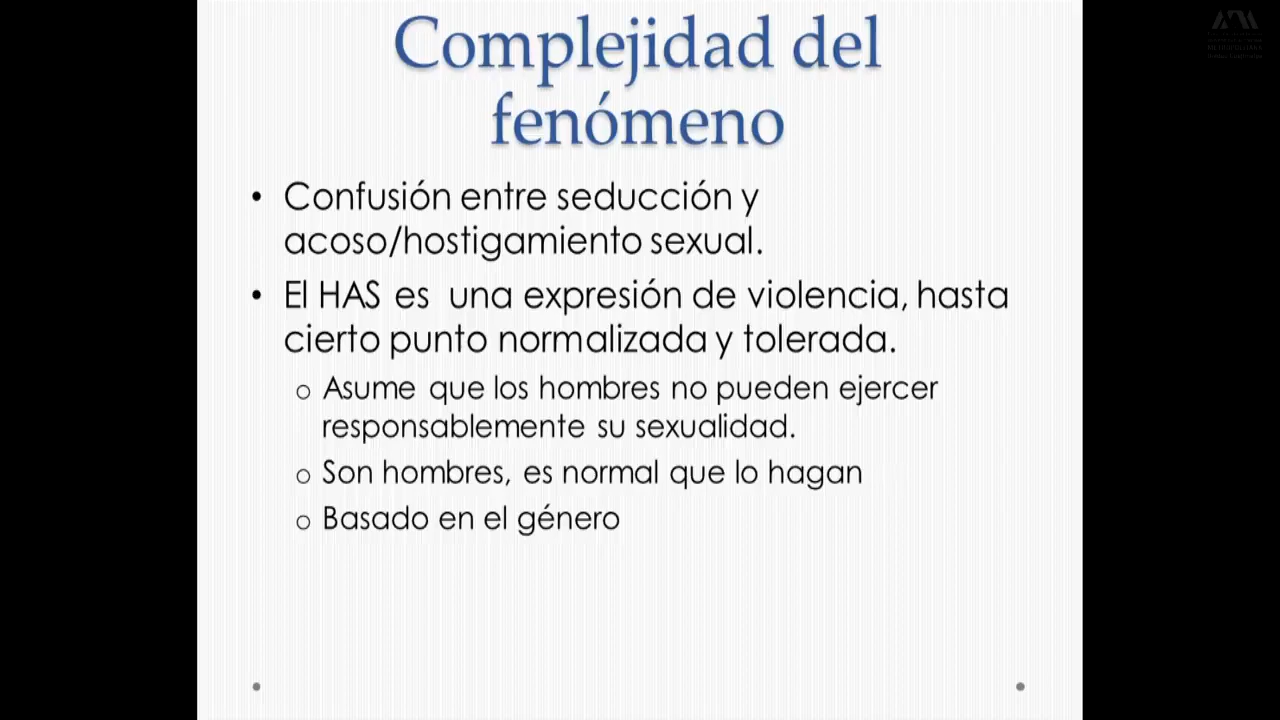 Complejidad del
fenómeno
• Confusión entre seducción y
acoso/hostigamiento sexual.
• El HAS es una expresión de violencia, hasta
cierto punto normalizada y tolerada.
o Asume que los hombres no pueden ejercer
responsablemente su sexualidad.
o Son hombres, es normal que lo hagan
o Basado en el género